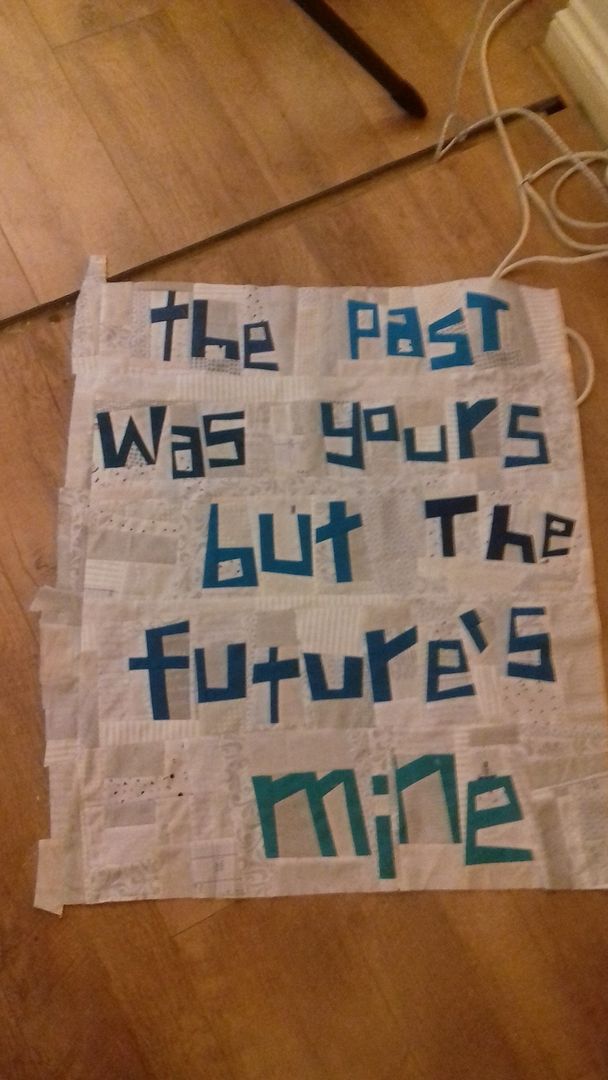 the past
was yours
but The
future's
mine